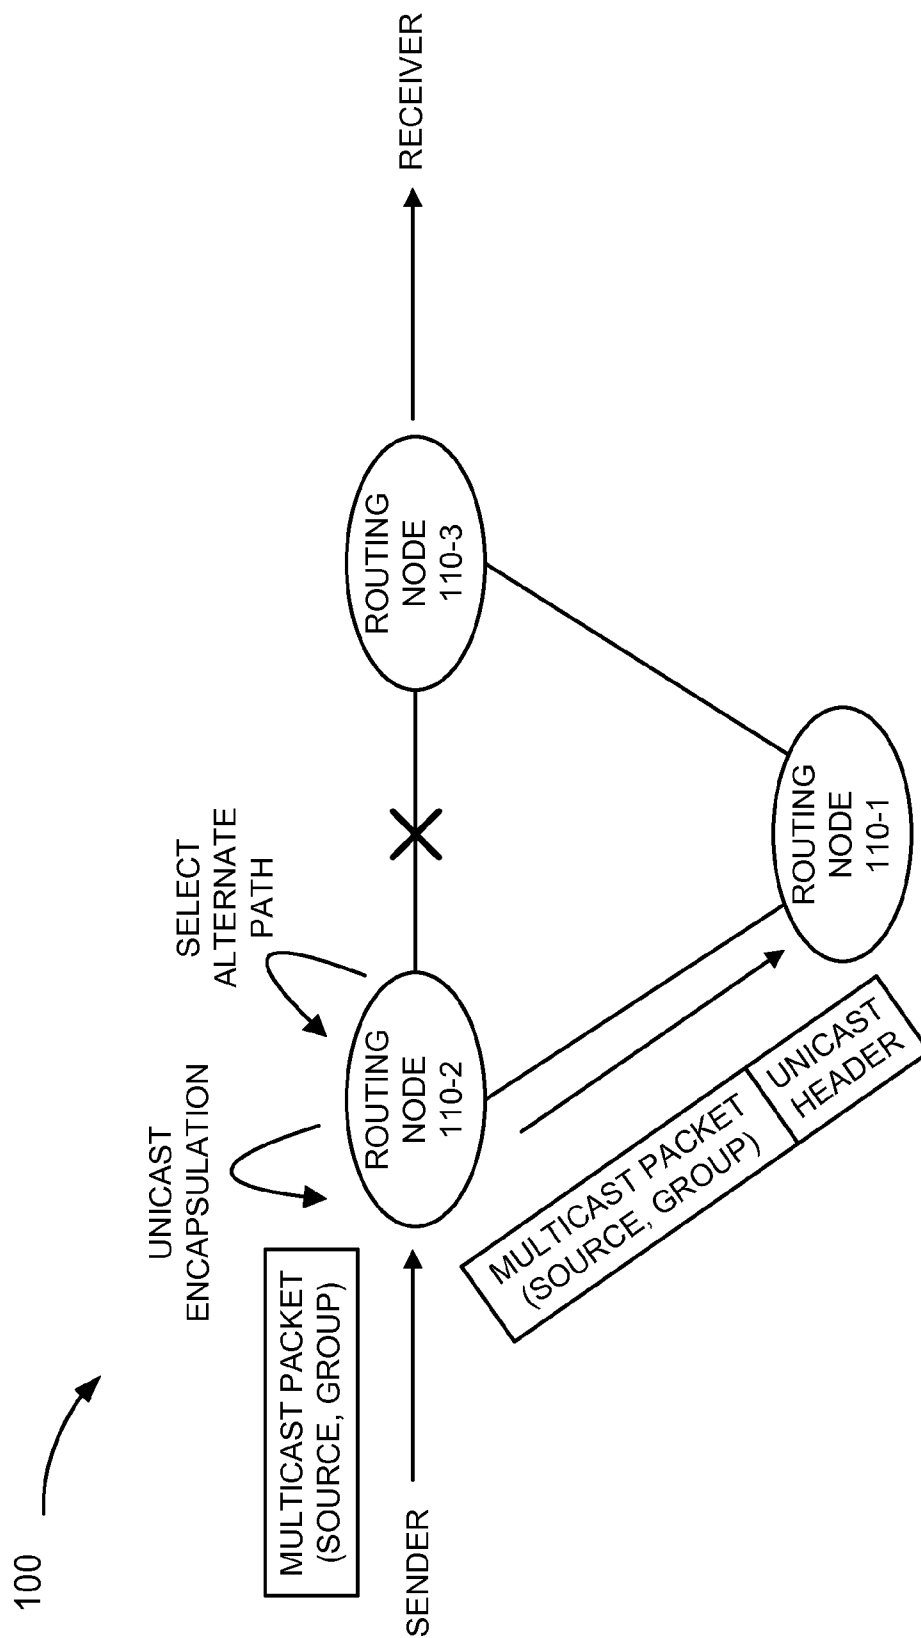 100
UNICAST
ENCAPSULATION
SELECT
ALTERNATE
PATH
MULTICAST PACKET
(SOURCE, GROUP)
SENDER
ROUTING
NODE
110-2
ROUTING
NODE
110-3
RECEIVER
MULTICAST PACKET
(SOURCE, GROUP)
UNICAST
HEADER
ROUTING
NODE
110-1